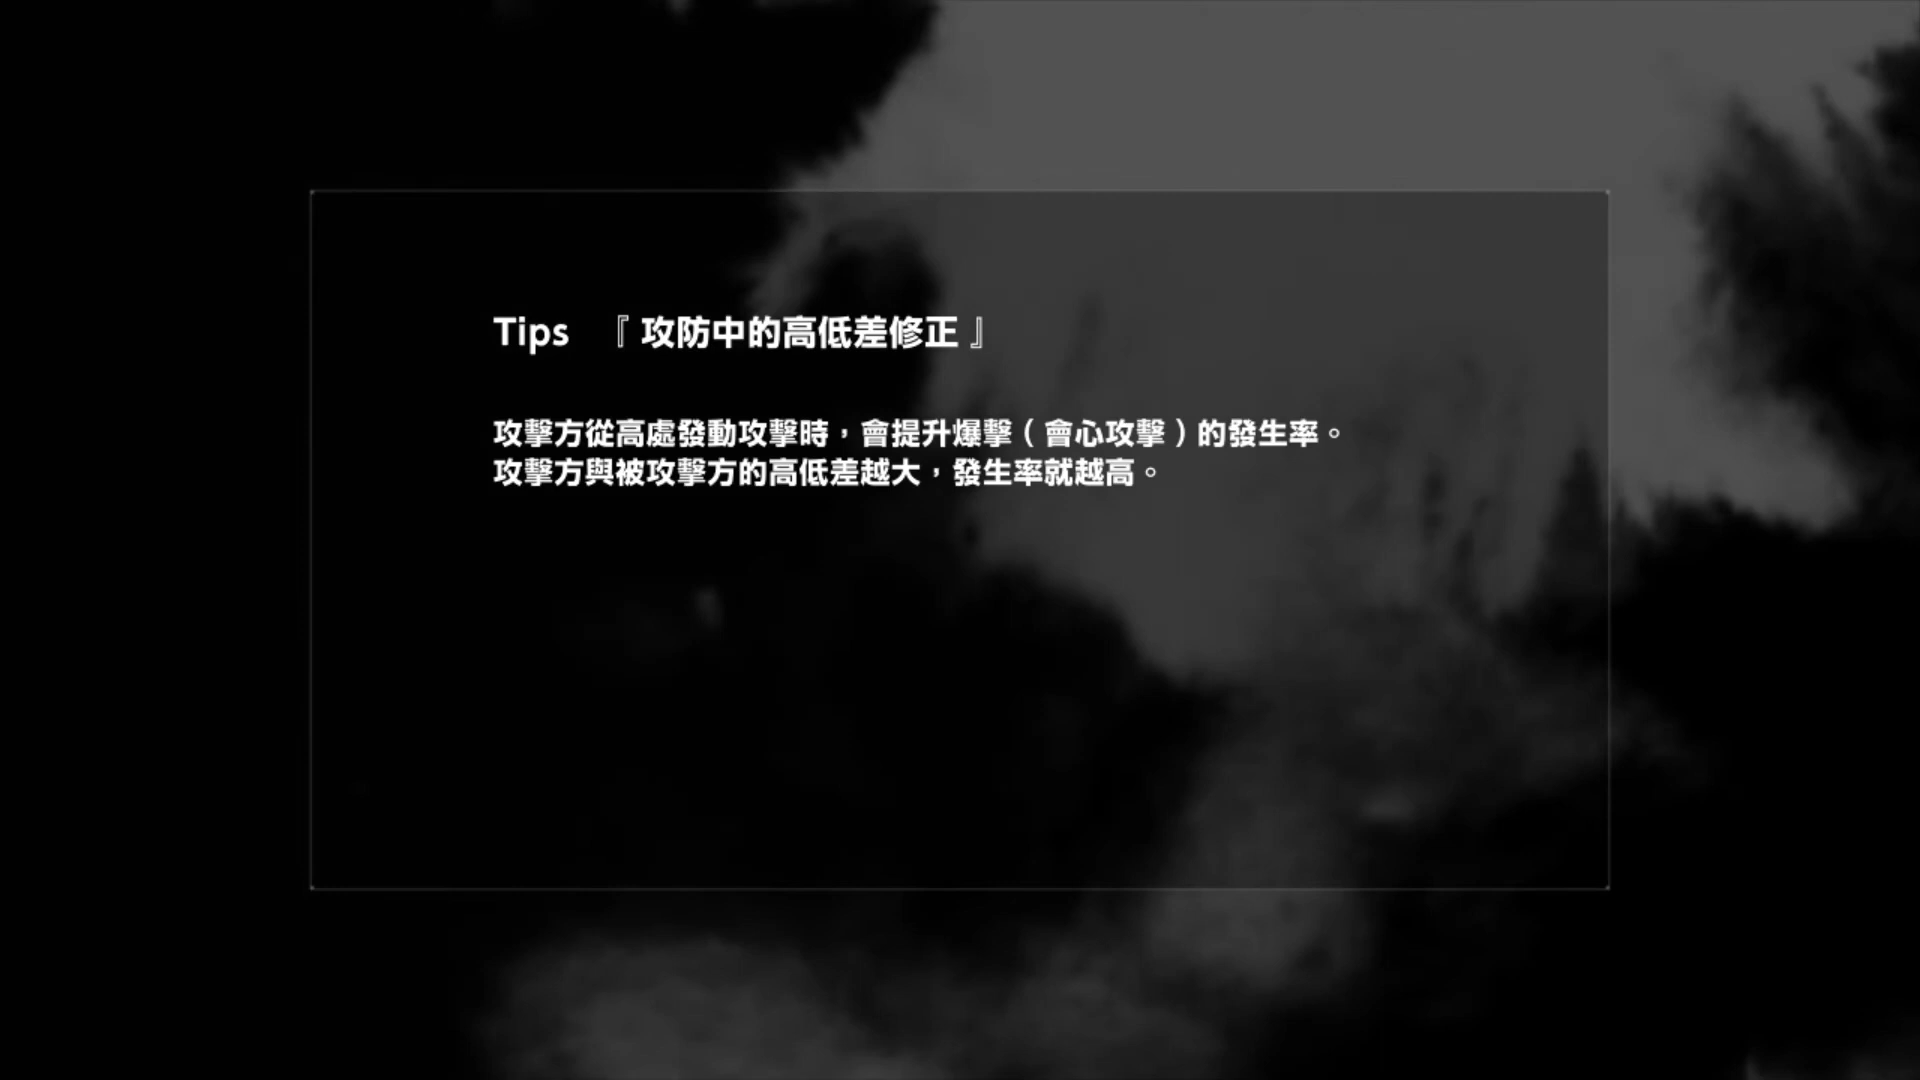 Tips 『攻防中的高低差修正』
攻擊方從高處發動攻擊時，會提升爆擊（會心攻擊）的發生率。
攻擊方與被攻擊方的高低差越大，發生率就越高。